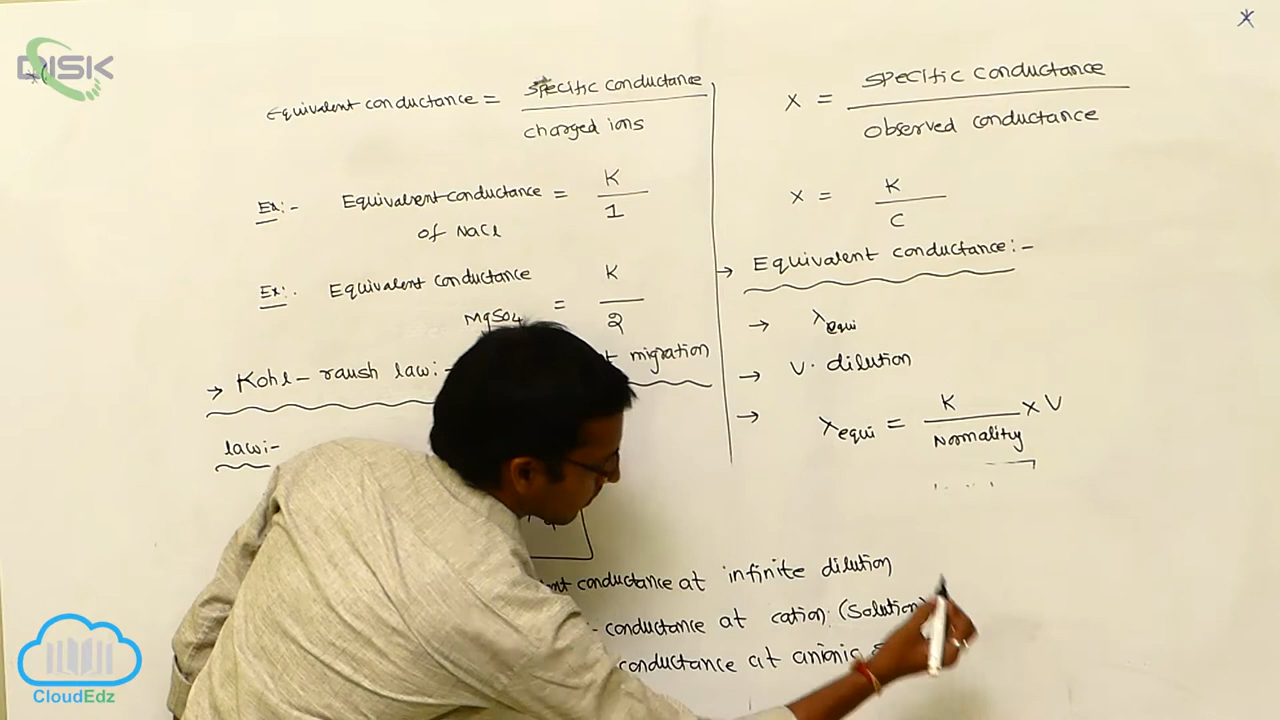 DISK
Equivalent conductance = specific conductance
charged ions
Ex:- Equivalent conductance = K
1
of NaCl
Ex:- Equivalent conductance K
MgSO4 = 2
→ Kohl-raush law:- migration
law:-
x = specific conductance
observed conductance
x = K
C
→ Equivalent conductance:-
→ λequi
→ V. dilution
→ λequi = K × V
Normality
conductance at infinite dilution
conductance at cation (solution)
conductance at anionic
CloudEdz